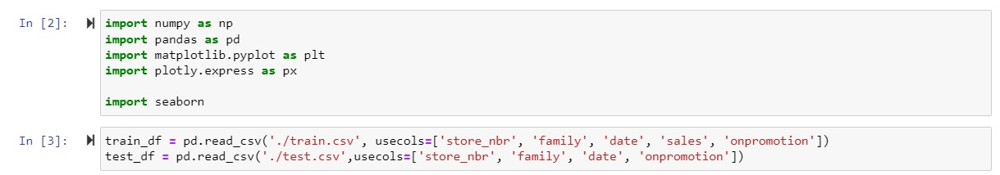 In [2]:
import numpy as np
import pandas as pd
import matplotlib.pyplot as plt
import plotly.express as px
import seaborn
In [3]:
train_df = pd.read_csv('./train.csv', usecols=['store_nbr', 'family', 'date', 'sales', 'onpromotion'])
test_df = pd.read_csv('./test.csv',usecols=['store_nbr', 'family', 'date', 'onpromotion'])